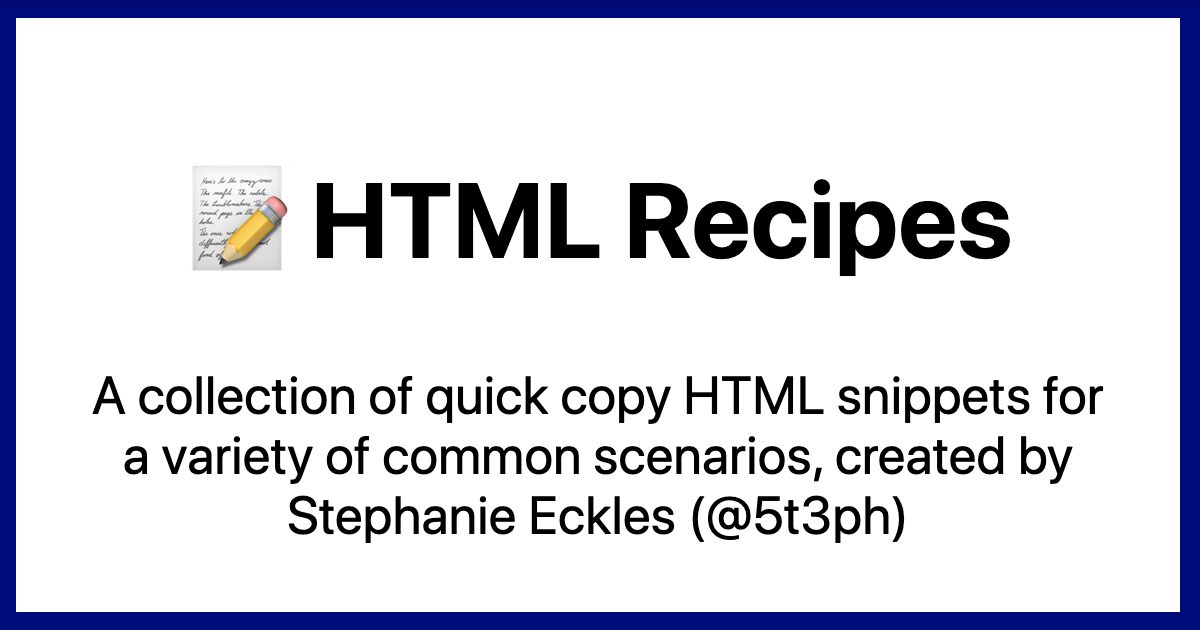 📝 HTML Recipes
A collection of quick copy HTML snippets for
a variety of common scenarios, created by
Stephanie Eckles (@5t3ph)